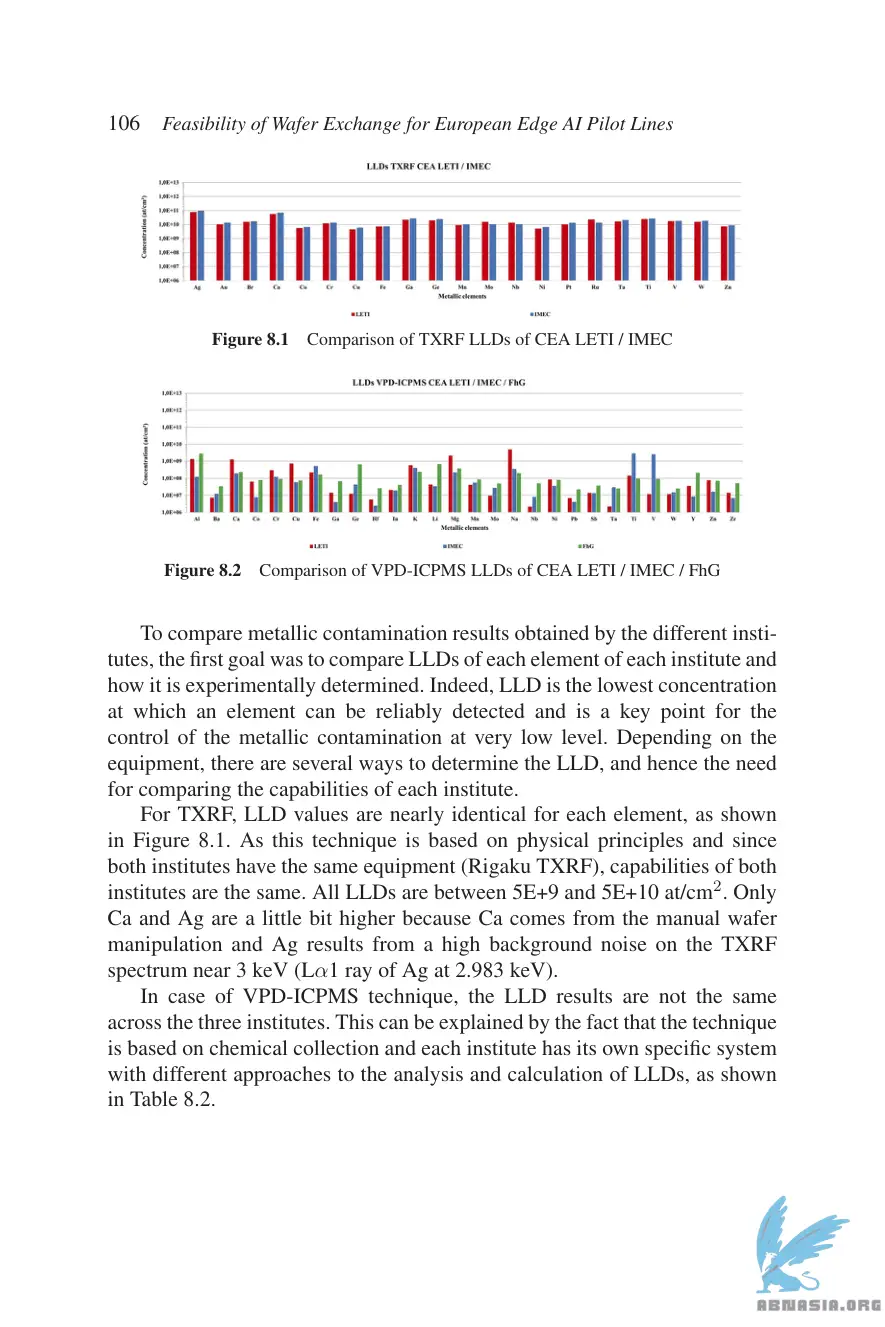 106 Feasibility of Wafer Exchange for European Edge AI Pilot Lines
LLDs TXRF CEA LETI / IMEC
Concentration (at/cm²)
1,0E+13
1,0E+12
1,0E+11
1,0E+10
1,0E+09
1,0E+08
1,0E+07
1,0E+06
Ag Au Br Ca Co Cr Cu Fe Ga Ge Mn Mo Nb Ni Pt Ru Ta Ti V W Zn
Metallic elements
LETI IMEC
Figure 8.1 Comparison of TXRF LLDs of CEA LETI / IMEC
LLDs VPD-ICPMS CEA LETI / IMEC / FhG
Concentration (at/cm²)
1,0E+13
1,0E+12
1,0E+11
1,0E+10
1,0E+09
1,0E+08
1,0E+07
1,0E+06
Al Ba Ca Co Cr Cu Fe Ga Ge Hf In K Li Mg Mn Mo Na Nb Ni Pb Sb Ta Ti V W Y Zn Zr
Metallic elements
LETI IMEC FhG
Figure 8.2 Comparison of VPD-ICPMS LLDs of CEA LETI / IMEC / FhG
To compare metallic contamination results obtained by the different insti-
tutes, the first goal was to compare LLDs of each element of each institute and
how it is experimentally determined. Indeed, LLD is the lowest concentration
at which an element can be reliably detected and is a key point for the
control of the metallic contamination at very low level. Depending on the
equipment, there are several ways to determine the LLD, and hence the need
for comparing the capabilities of each institute.
For TXRF, LLD values are nearly identical for each element, as shown
in Figure 8.1. As this technique is based on physical principles and since
both institutes have the same equipment (Rigaku TXRF), capabilities of both
institutes are the same. All LLDs are between 5E+9 and 5E+10 at/cm². Only
Ca and Ag are a little bit higher because Ca comes from the manual wafer
manipulation and Ag results from a high background noise on the TXRF
spectrum near 3 keV (Lα1 ray of Ag at 2.983 keV).
In case of VPD-ICPMS technique, the LLD results are not the same
across the three institutes. This can be explained by the fact that the technique
is based on chemical collection and each institute has its own specific system
with different approaches to the analysis and calculation of LLDs, as shown
in Table 8.2.
ABNASIA.ORG